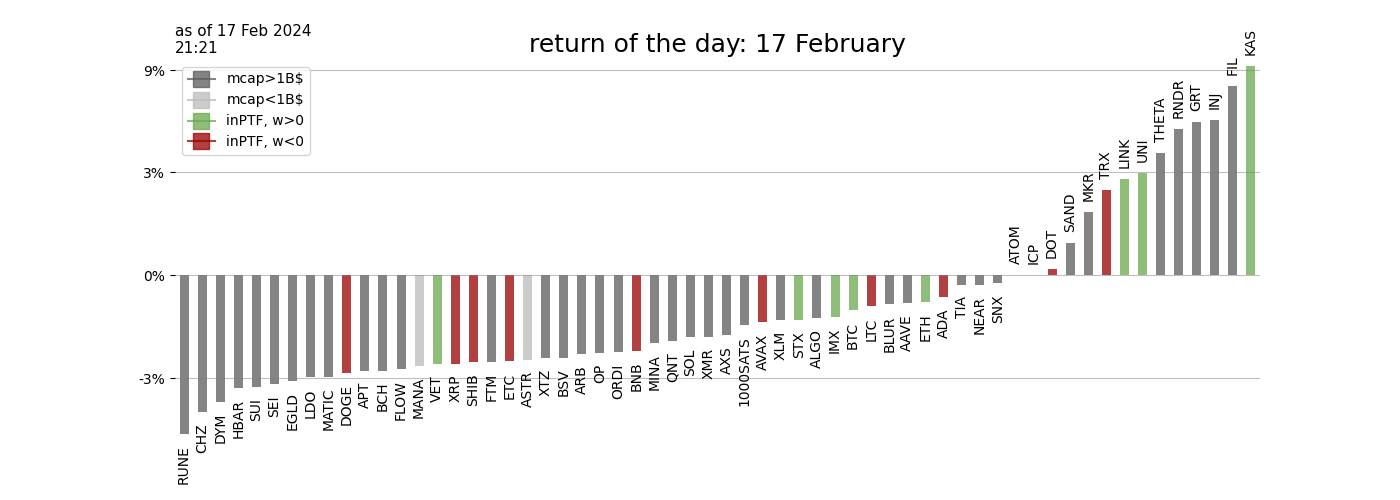 as of 17 Feb 2024
21:21
return of the day: 17 February
mcap>1B$
mcap<1B$
inPTF, w>0
inPTF, w<0
9%
3%
0%
-3%
RUNE
CHZ
DYM
HBAR
SUI
SEI
EGLD
LDO
MATIC
DOGE
APT
BCH
FLOW
MANA
VET
XRP
SHIB
FTM
ETC
ASTR
XTZ
BSV
ARB
OP
ORDI
BNB
MINA
QNT
SOL
XMR
AXS
1000SATS
AVAX
XLM
STX
ALGO
IMX
BTC
LTC
BLUR
AAVE
ETH
ADA
TIA
NEAR
SNX
ATOM
ICP
DOT
SAND
MKR
TRX
LINK
UNI
THETA
RNDR
GRT
INJ
FIL
KAS